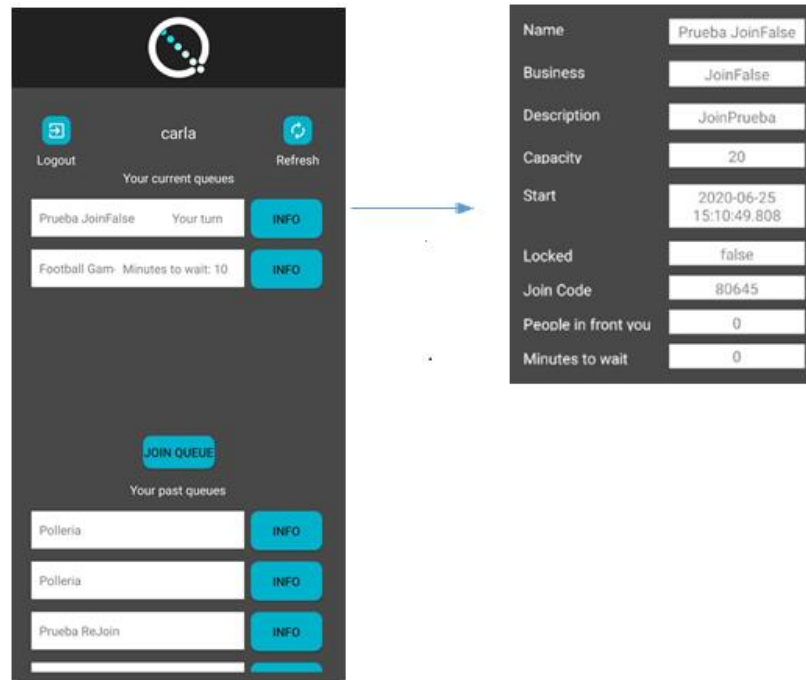 carla
Logout
Refresh
Your current queues
Prueba JoinFalse Your turn INFO
Football Gam Minutes to wait: 10 INFO
JOIN QUEUE
Your past queues
Polleria INFO
Polleria INFO
Prueba ReJoin INFO
Name Prueba JoinFalse
Business JoinFalse
Description JoinPrueba
Capacity 20
Start 2020-06-25
15:10:49.808
Locked false
Join Code 80645
People in front you 0
Minutes to wait 0